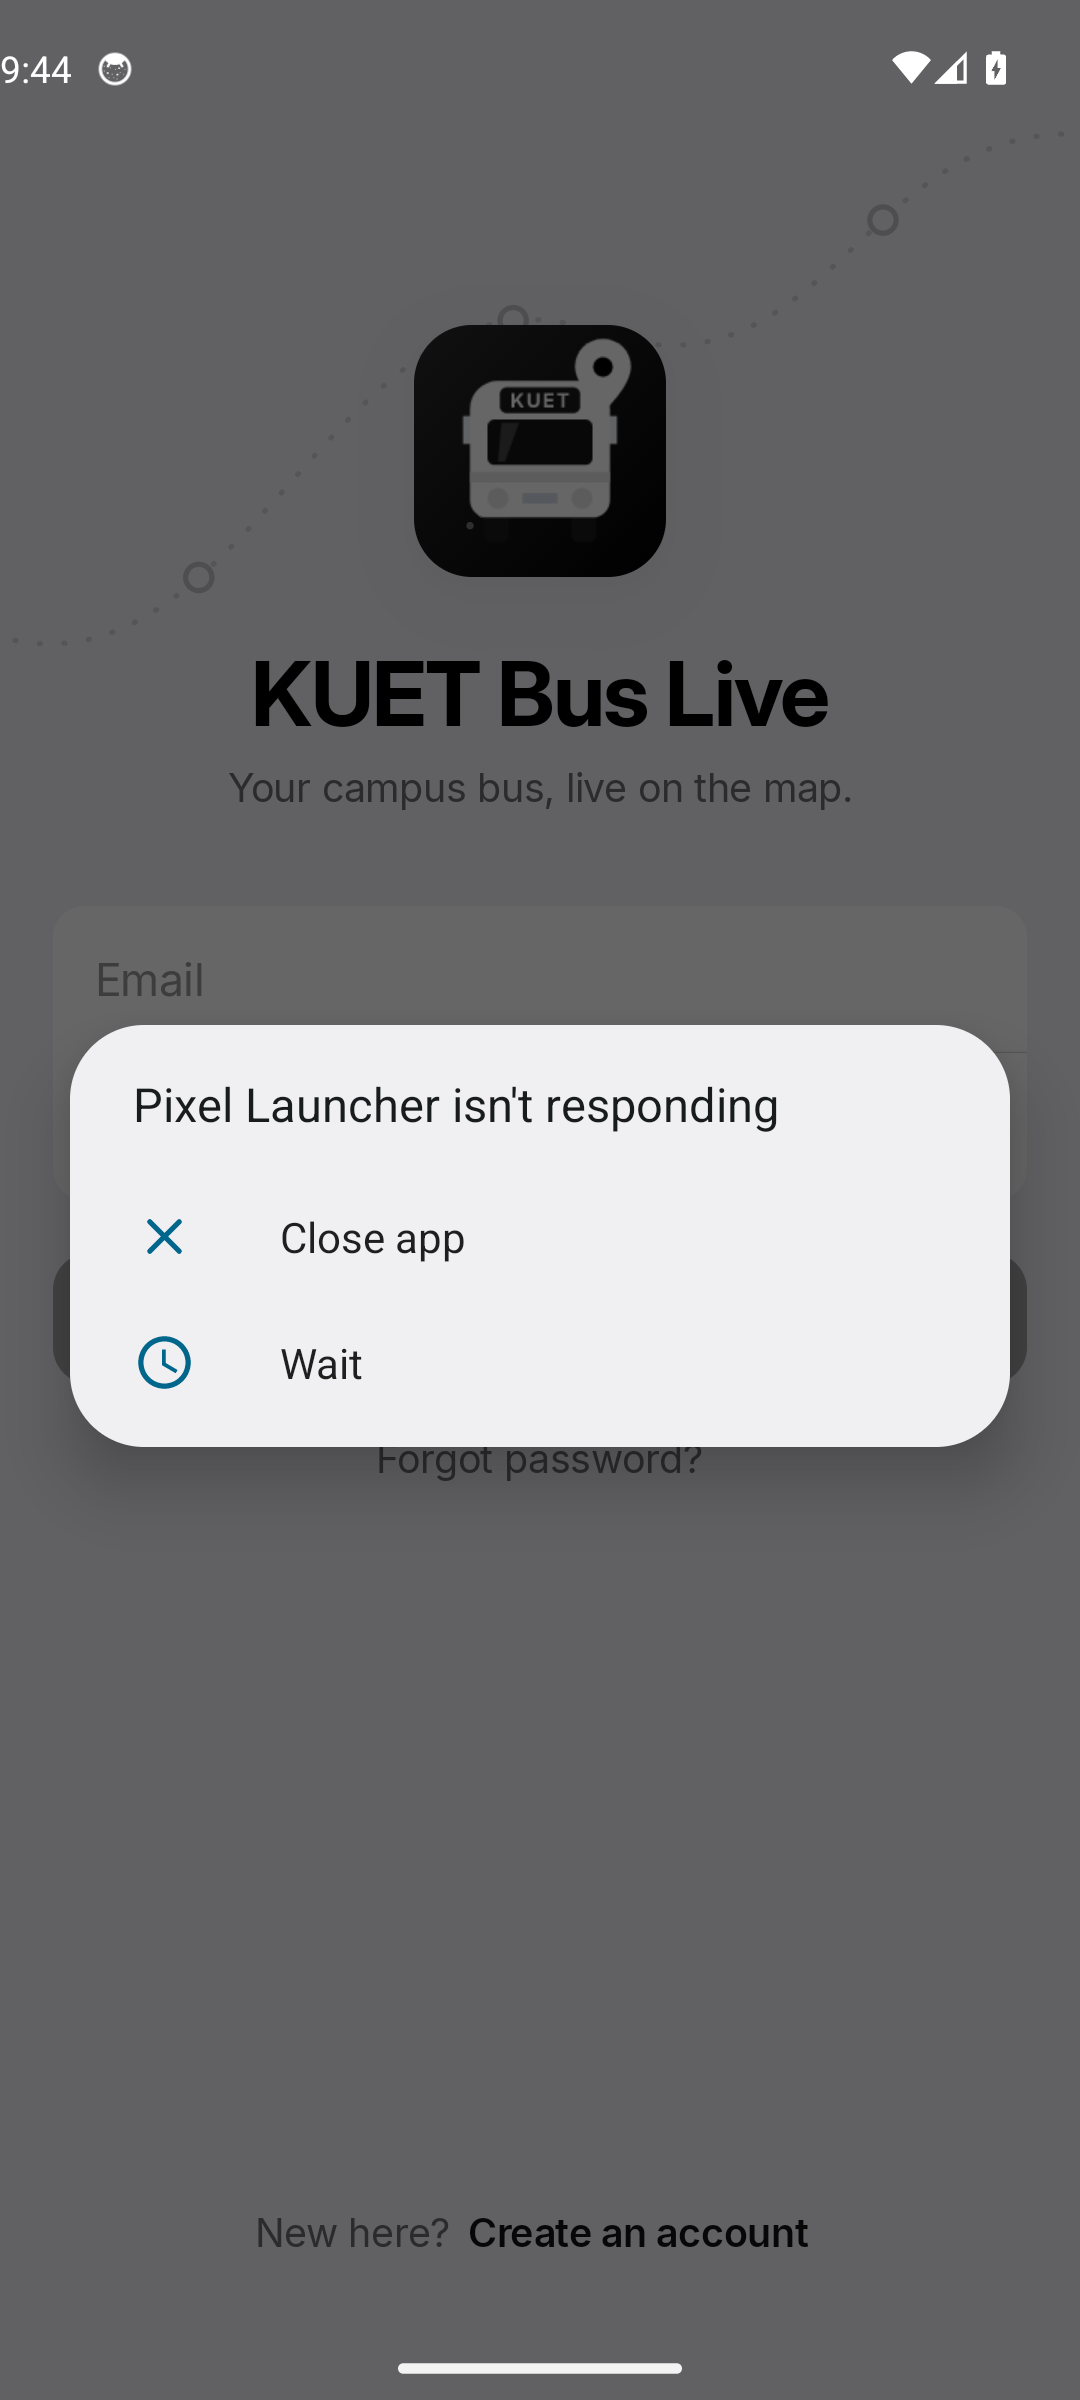 9:44
KUET
KUET Bus Live
Your campus bus, live on the map.
Email
Pixel Launcher isn't responding
Close app
Wait
Forgot password?
New here? Create an account